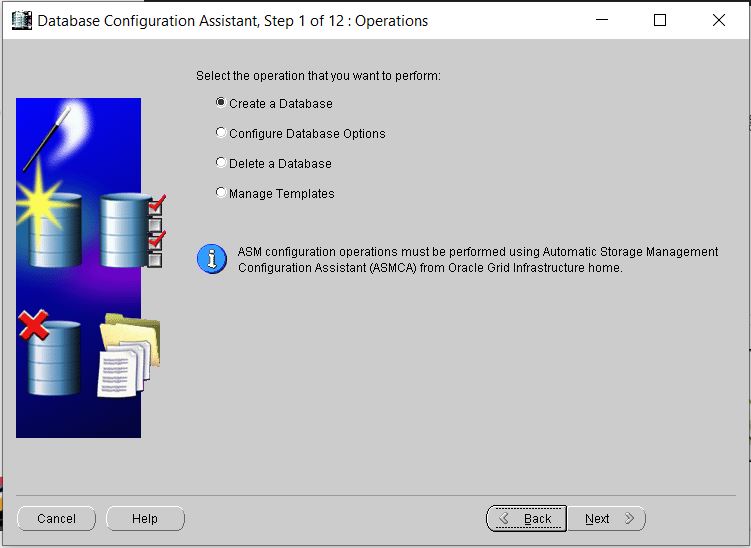 Database Configuration Assistant, Step 1 of 12 : Operations
Select the operation that you want to perform:
Create a Database
Configure Database Options
Delete a Database
Manage Templates
ASM configuration operations must be performed using Automatic Storage Management
Configuration Assistant (ASMCA) from Oracle Grid Infrastructure home.
Cancel
Help
Back
Next